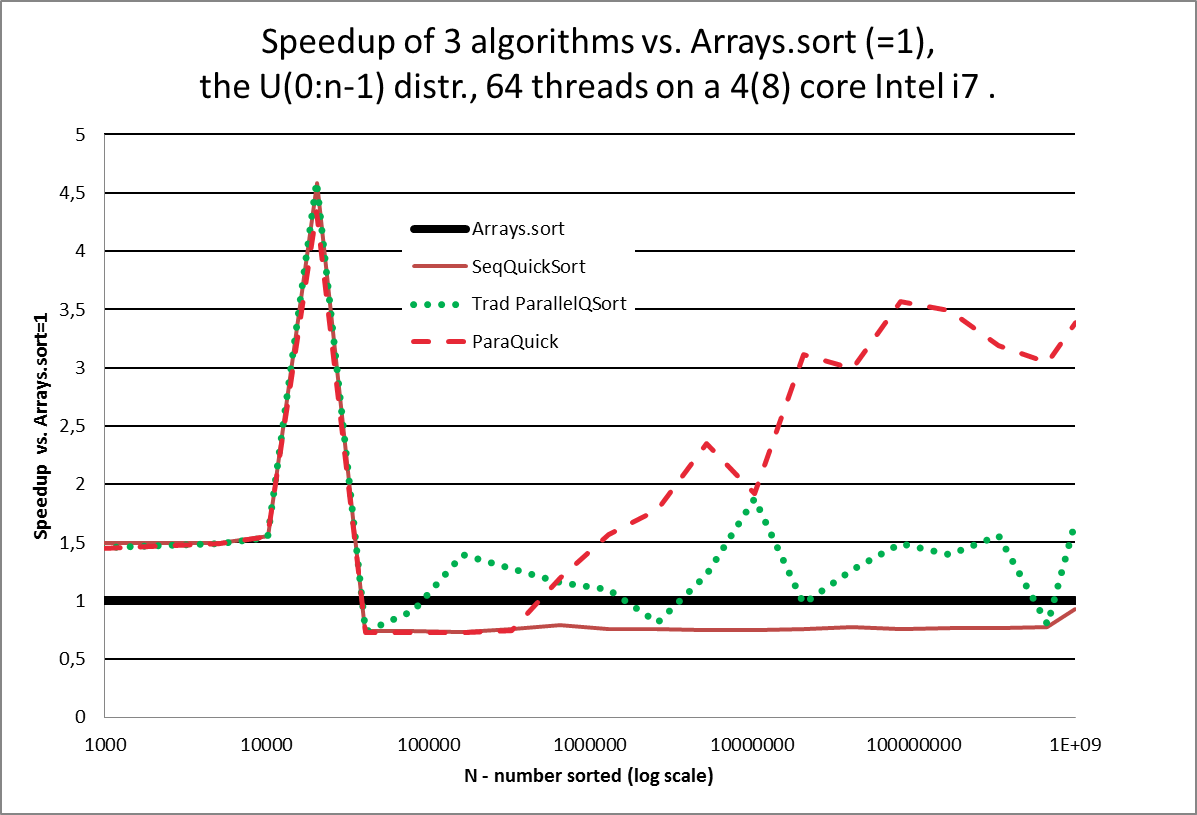 Speedup of 3 algorithms vs. Arrays.sort (=1),
the U(0:n-1) distr., 64 threads on a 4(8) core Intel i7 .
5
4,5
4
3,5
3
2,5
2
1,5
1
0,5
0
Speedup vs. Arrays.sort=1
Arrays.sort
SeqQuickSort
Trad ParallelQSort
ParaQuick
1000 10000 100000 1000000 10000000 100000000 1E+09
N - number sorted (log scale)